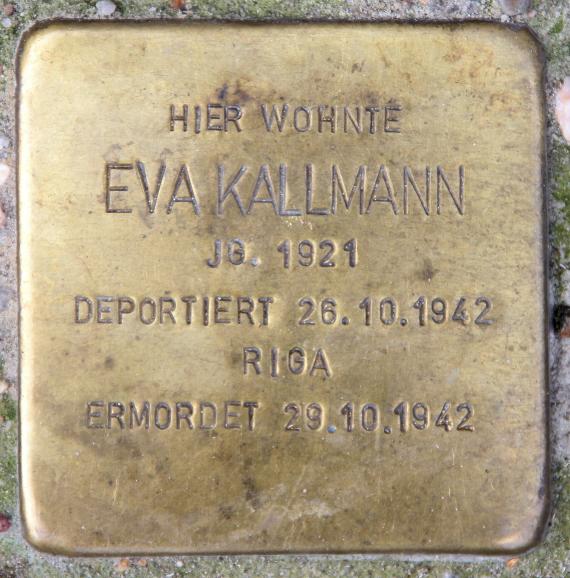 HIER WOHNTE
EVA KALLMANN
JG. 1921
DEPORTIERT 26.10.1942
RIGA
ERMORDET 29.10.1942